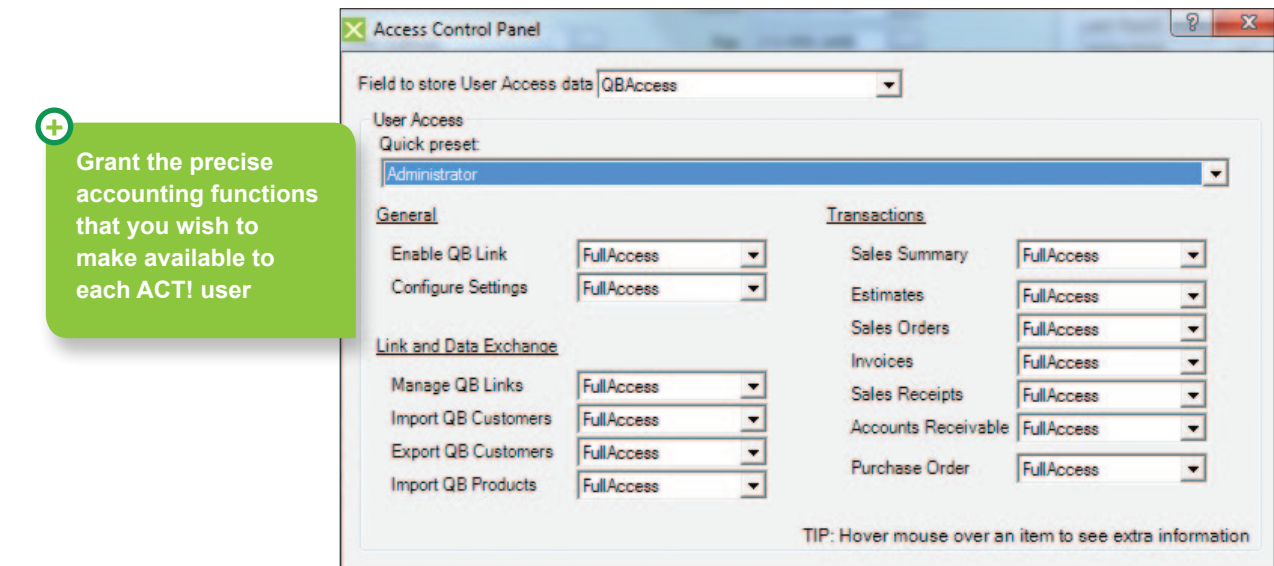 Access Control Panel
Field to store User Access data QBAccess
User Access
Quick preset:
Administrator
Grant the precise
accounting functions
that you wish to
make available to
each ACT! user
General
Enable QB Link FullAccess
Configure Settings FullAccess
Link and Data Exchange
Manage QB Links FullAccess
Import QB Customers FullAccess
Export QB Customers FullAccess
Import QB Products FullAccess
Transactions
Sales Summary FullAccess
Estimates FullAccess
Sales Orders FullAccess
Invoices FullAccess
Sales Receipts FullAccess
Accounts Receivable FullAccess
Purchase Order FullAccess
TIP: Hover mouse over an item to see extra information